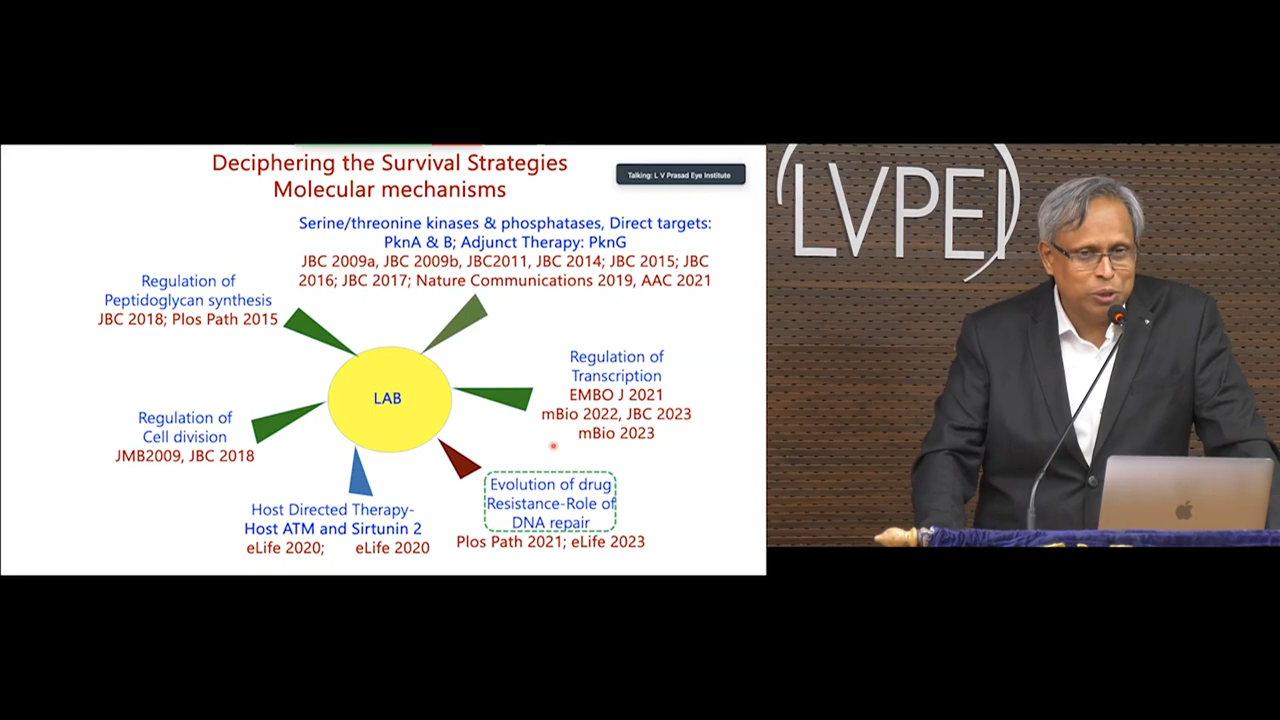 Deciphering the Survival Strategies
Molecular mechanisms
Talking: L V Prasad Eye Institute
Serine/threonine kinases & phosphatases, Direct targets:
PknA & B; Adjunct Therapy: PknG
JBC 2009a, JBC 2009b, JBC2011, JBC 2014; JBC 2015; JBC
2016; JBC 2017; Nature Communications 2019, AAC 2021
Regulation of
Peptidoglycan synthesis
JBC 2018; Plos Path 2015
Regulation of
Transcription
EMBO J 2021
mBio 2022, JBC 2023
mBio 2023
LAB
Regulation of
Cell division
JMB2009, JBC 2018
Evolution of drug
Resistance-Role of
DNA repair
Plos Path 2021; eLife 2023
Host Directed Therapy-
Host ATM and Sirtunin 2
eLife 2020; eLife 2020
LVPEI